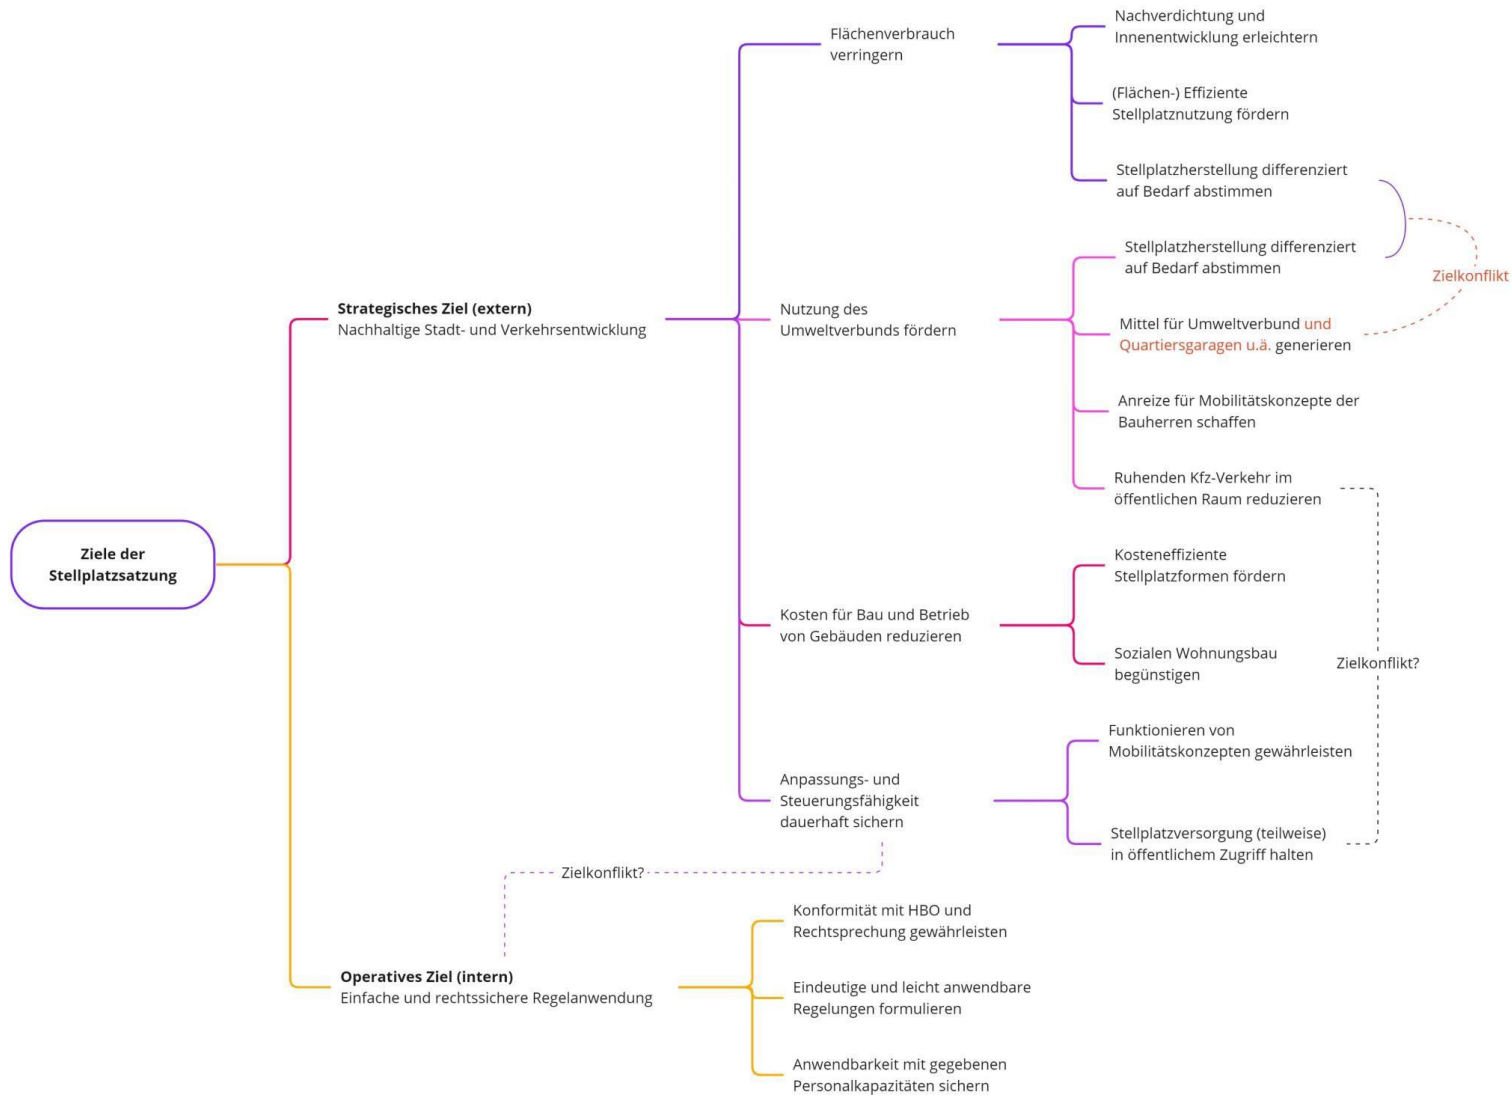 Ziele der
Stellplatzsatzung
Strategisches Ziel (extern)
Nachhaltige Stadt- und Verkehrsentwicklung
Flächenverbrauch
verringern
Nachverdichtung und
Innenentwicklung erleichtern
(Flächen-) Effiziente
Stellplatznutzung fördern
Stellplatzherstellung differenziert
auf Bedarf abstimmen
Nutzung des
Umweltverbunds fördern
Stellplatzherstellung differenziert
auf Bedarf abstimmen
Mittel für Umweltverbund und
Quartiersgaragen u.ä. generieren
Zielkonflikt
Anreize für Mobilitätskonzepte der
Bauherren schaffen
Ruhenden Kfz-Verkehr im
öffentlichen Raum reduzieren
Kosten für Bau und Betrieb
von Gebäuden reduzieren
Kosteneffiziente
Stellplatzformen fördern
Sozialen Wohnungsbau
begünstigen
Zielkonflikt?
Anpassungs- und
Steuerungsfähigkeit
dauerhaft sichern
Funktionieren von
Mobilitätskonzepten gewährleisten
Stellplatzversorgung (teilweise)
in öffentlichem Zugriff halten
Zielkonflikt?
Operatives Ziel (intern)
Einfache und rechtssichere Regelanwendung
Konformität mit HBO und
Rechtsprechung gewährleisten
Eindeutige und leicht anwendbare
Regelungen formulieren
Anwendbarkeit mit gegebenen
Personalkapazitäten sichern